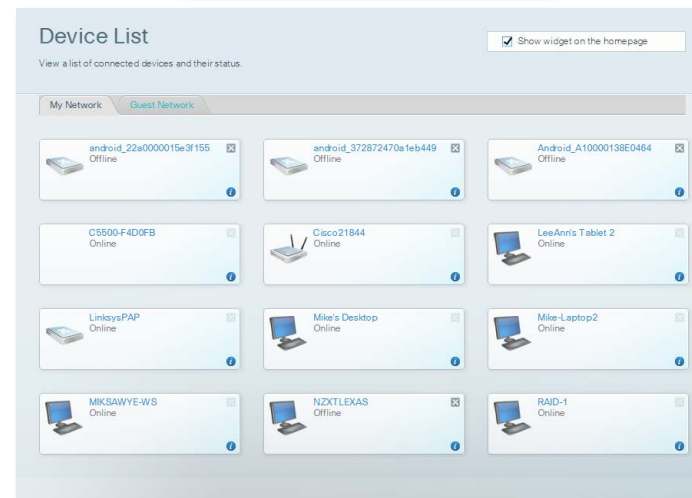 Device List
Show widget on the homepage
View a list of connected devices and their status.
My Network Guest Network
android_22a0000015e3f155
Offline
android_372872470a1eb449
Offline
Android_A10000138E0464
Offline
C5500-F4D0FB
Online
Cisco21844
Online
LeeAnn's Tablet 2
Online
LinksysPAP
Online
Mike's Desktop
Online
Mike-Laptop2
Online
MIKSAWYE-WS
Online
NZXTLEXAS
Offline
RAID-1
Online